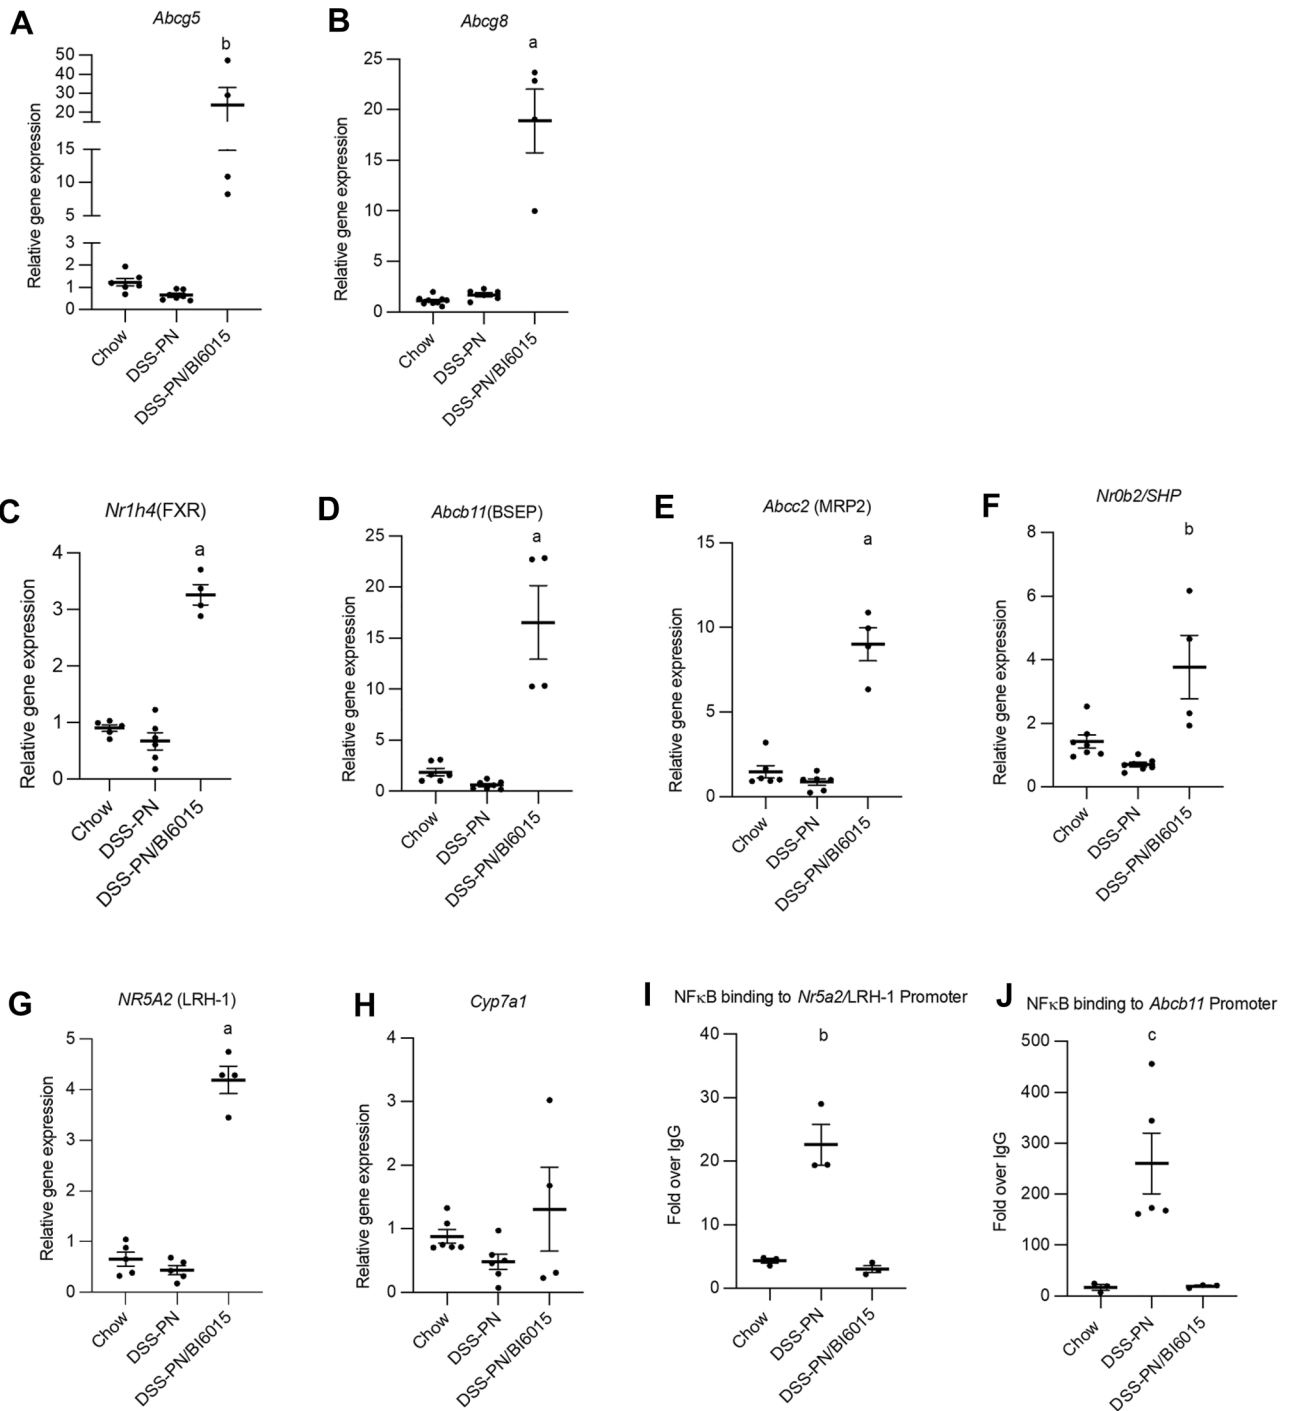 A
Abcg5
b
Relative gene expression
50
40
30
20
15
10
5
3
2
1
0
Chow
DSS-PN
DSS-PN/BI6015
B
Abcg8
a
Relative gene expression
25
20
15
10
5
0
Chow
DSS-PN
DSS-PN/BI6015
C
Nr1h4(FXR)
a
Relative gene expression
4
3
2
1
0
Chow
DSS-PN
DSS-PN/BI6015
D
Abcb11(BSEP)
a
Relative gene expression
25
20
15
10
5
0
Chow
DSS-PN
DSS-PN/BI6015
E
Abcc2 (MRP2)
a
Relative gene expression
15
10
5
0
Chow
DSS-PN
DSS-PN/BI6015
F
Nr0b2/SHP
b
Relative gene expression
8
6
4
2
0
Chow
DSS-PN
DSS-PN/BI6015
G
NR5A2 (LRH-1)
a
Relative gene expression
5
4
3
2
1
0
Chow
DSS-PN
DSS-PN/BI6015
H
Cyp7a1
Relative gene expression
4
3
2
1
0
Chow
DSS-PN
DSS-PN/BI6015
I
NFκB binding to Nr5a2/LRH-1 Promoter
b
Fold over IgG
40
30
20
10
0
Chow
DSS-PN
DSS-PN/BI6015
J
NFκB binding to Abcb11 Promoter
c
Fold over IgG
500
400
300
200
100
0
Chow
DSS-PN
DSS-PN/BI6015